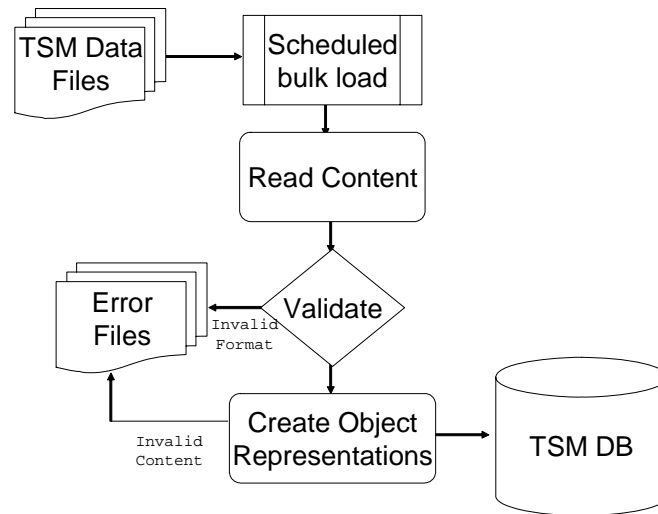 TSM Data
Files
Scheduled
bulk load
Read Content
Validate
Error
Files
Invalid
Format
Create Object
Representations
Invalid
Content
TSM DB